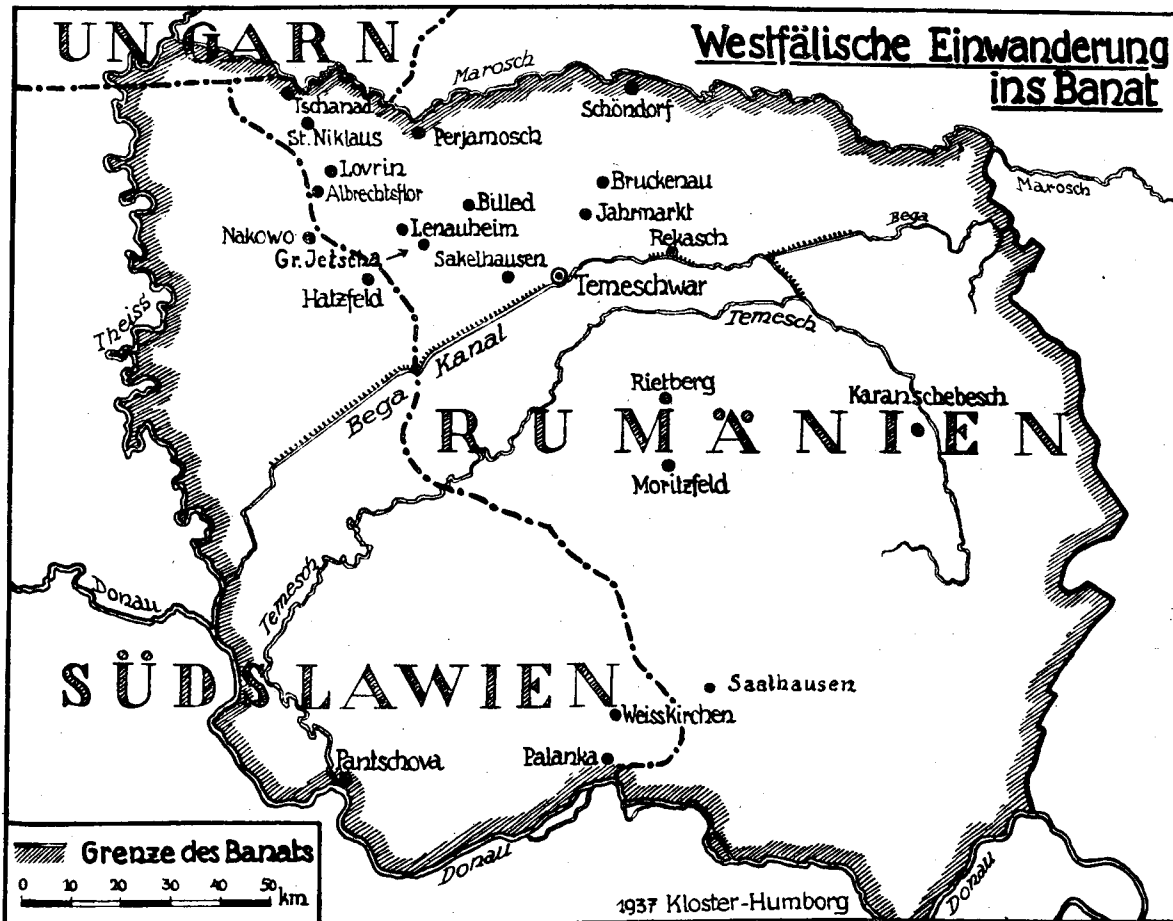 UNGARN
Westfälische Einwanderung
ins Banat
Marosch
Tschanad
Schöndorf
St. Niklaus
Perjamosch
Lovrin
Albrechtsflor
Bruckenau
Marosch
Billed
Jahrmarkt
Bega
Nakowo
Lenauheim
Gr. Jetscha
Rekasch
Sakelhausen
Hatzfeld
Temeschwar
Theiss
Temesch
Kanal
Bega
Rietberg
Karanschebesch
RUMÄNIEN
Moritzfeld
Donau
Temesch
SÜDSLAWIEN
Saalhausen
Weisskirchen
Pantschova
Palanka
Donau
Donau
Grenze des Banats
0 10 20 30 40 50 km
1937 Kloster-Humborg